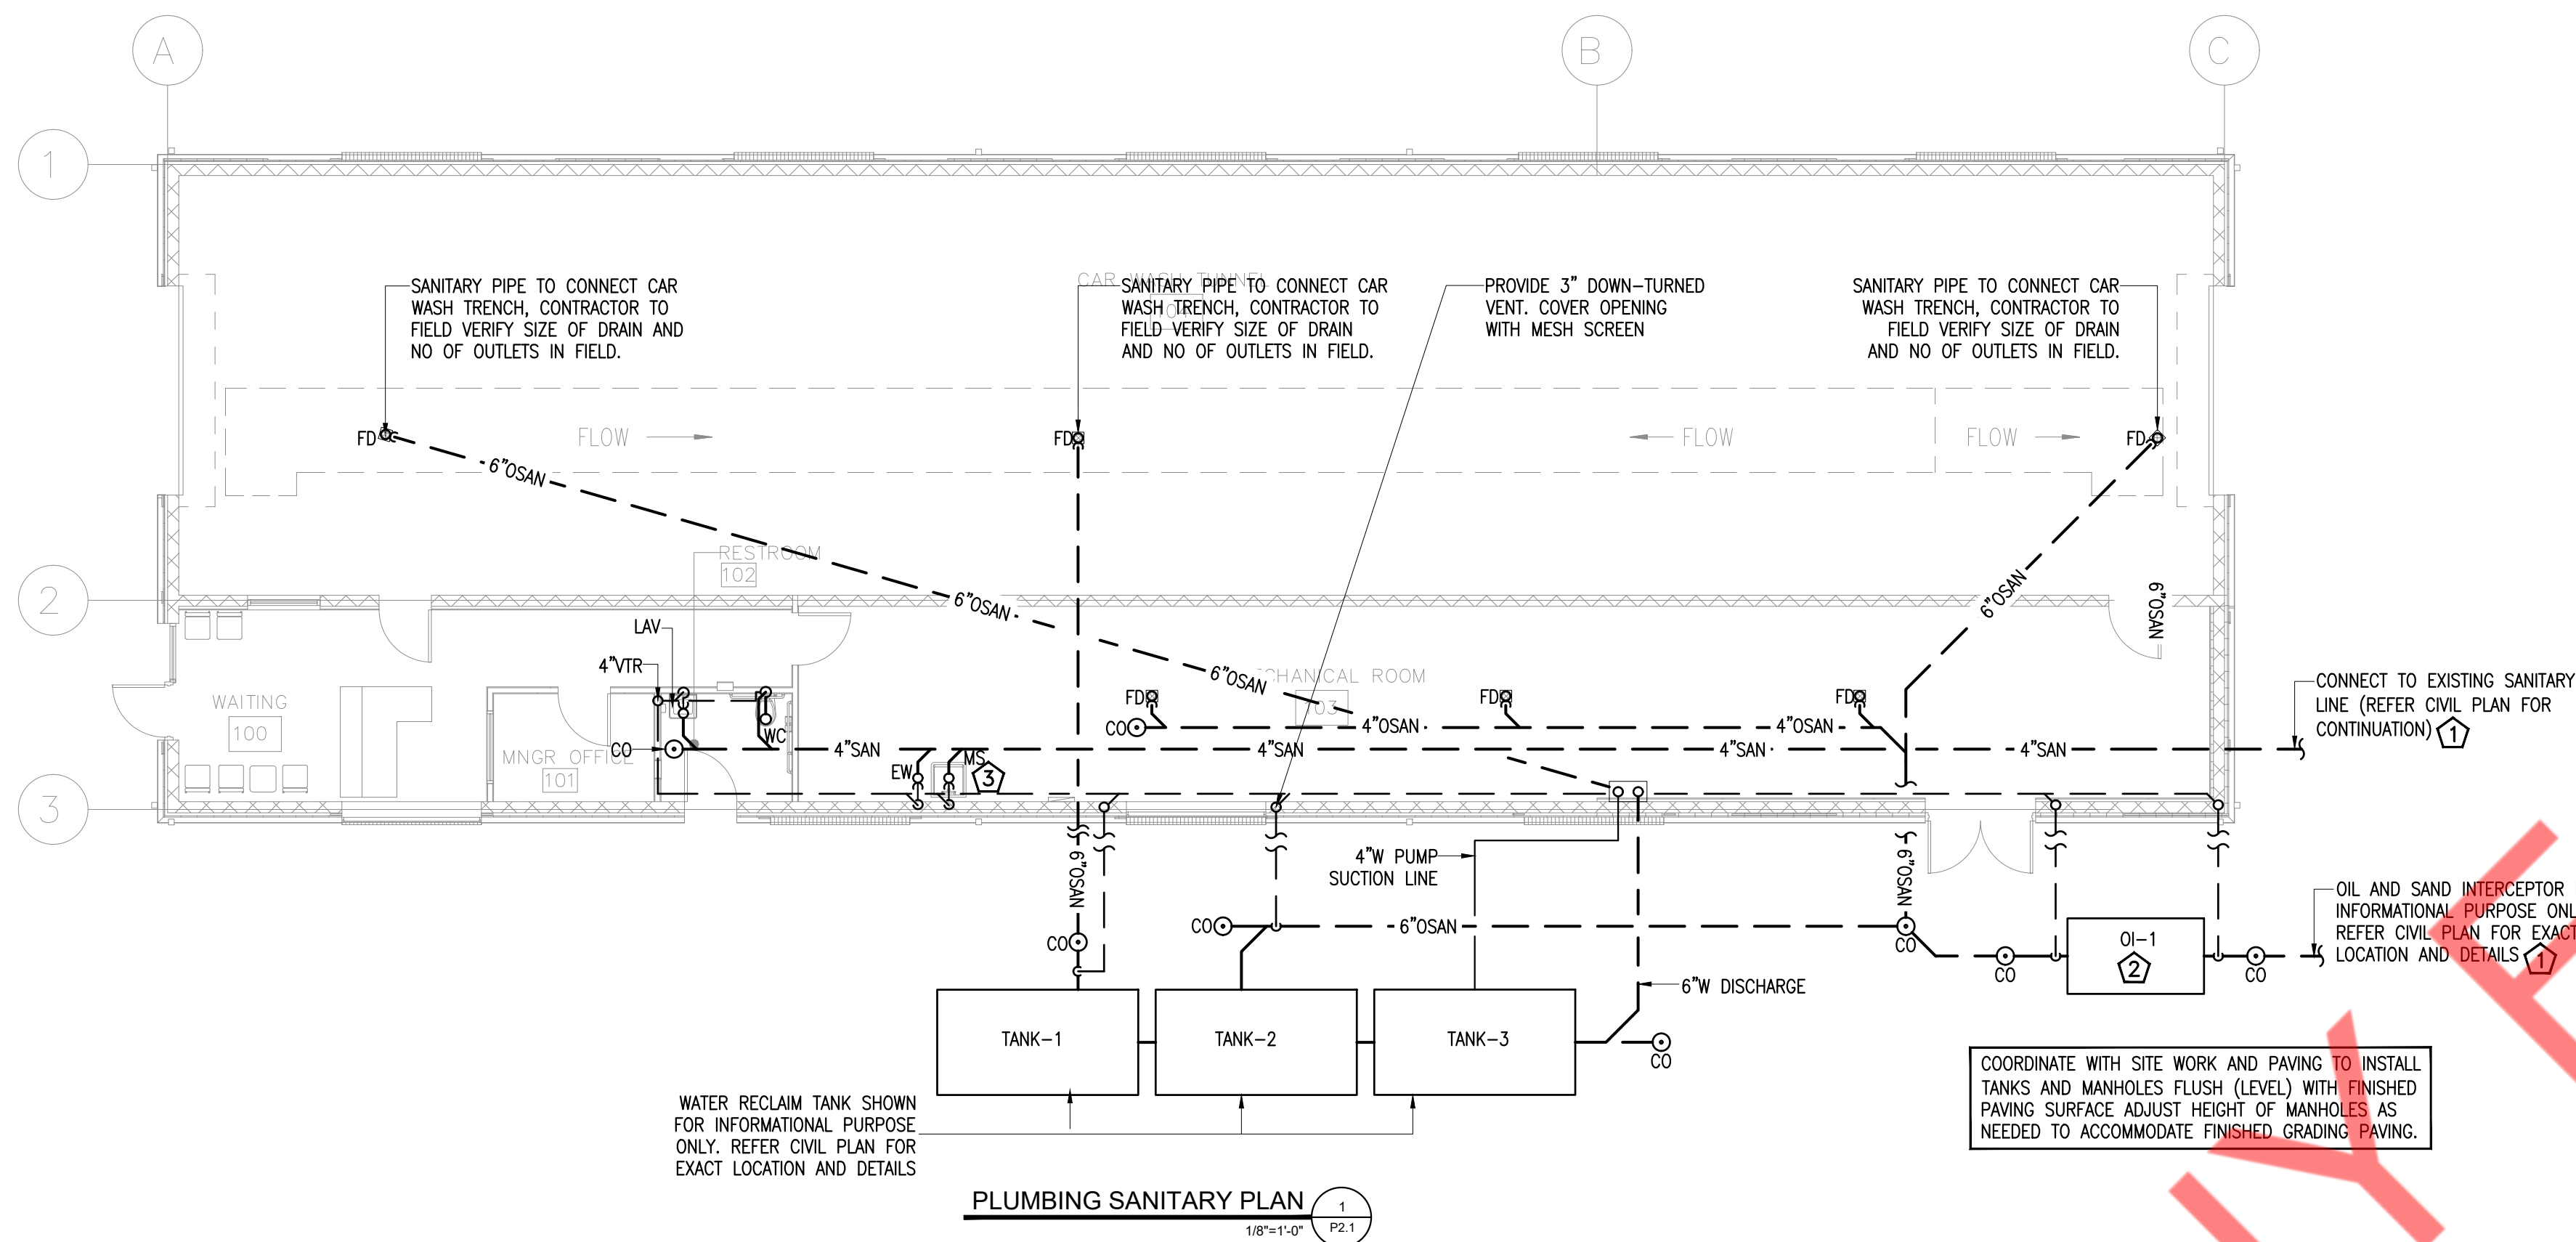 A
B
C
1
SANITARY PIPE TO CONNECT CAR
WASH TRENCH, CONTRACTOR TO
FIELD VERIFY SIZE OF DRAIN AND
NO OF OUTLETS IN FIELD.
CAR WASH TUNNEL
SANITARY PIPE TO CONNECT CAR
WASH TRENCH, CONTRACTOR TO
FIELD VERIFY SIZE OF DRAIN
AND NO OF OUTLETS IN FIELD.
PROVIDE 3" DOWN-TURNED
VENT. COVER OPENING
WITH MESH SCREEN
SANITARY PIPE TO CONNECT CAR
WASH TRENCH, CONTRACTOR TO
FIELD VERIFY SIZE OF DRAIN
AND NO OF OUTLETS IN FIELD.
FD
FLOW
FD
FLOW
FLOW
FD
6"OSAN
RESTROOM
102
2
6"OSAN
6"OSAN
6"OSAN
LAV
4"VTR
6"OSAN
MECHANICAL ROOM
103
WAITING
100
FD
FD
FD
CO
4"OSAN
4"OSAN
WC
CO
4"SAN
4"SAN
4"SAN
4"SAN
MNGR OFFICE
101
EW
MS
3
3
CONNECT TO EXISTING SANITARY
LINE (REFER CIVIL PLAN FOR
CONTINUATION) 1
4"W PUMP
SUCTION LINE
6"OSAN
6"OSAN
CO
CO
6"OSAN
CO
CO
OI-1
2
CO
OIL AND SAND INTERCEPTOR
INFORMATIONAL PURPOSE ONL
REFER CIVIL PLAN FOR EXACT
LOCATION AND DETAILS 1
6"W DISCHARGE
TANK-1
TANK-2
TANK-3
CO
WATER RECLAIM TANK SHOWN
FOR INFORMATIONAL PURPOSE
ONLY. REFER CIVIL PLAN FOR
EXACT LOCATION AND DETAILS
COORDINATE WITH SITE WORK AND PAVING TO INSTALL
TANKS AND MANHOLES FLUSH (LEVEL) WITH FINISHED
PAVING SURFACE ADJUST HEIGHT OF MANHOLES AS
NEEDED TO ACCOMMODATE FINISHED GRADING PAVING.
PLUMBING SANITARY PLAN
1/8"=1'-0"
1
P2.1